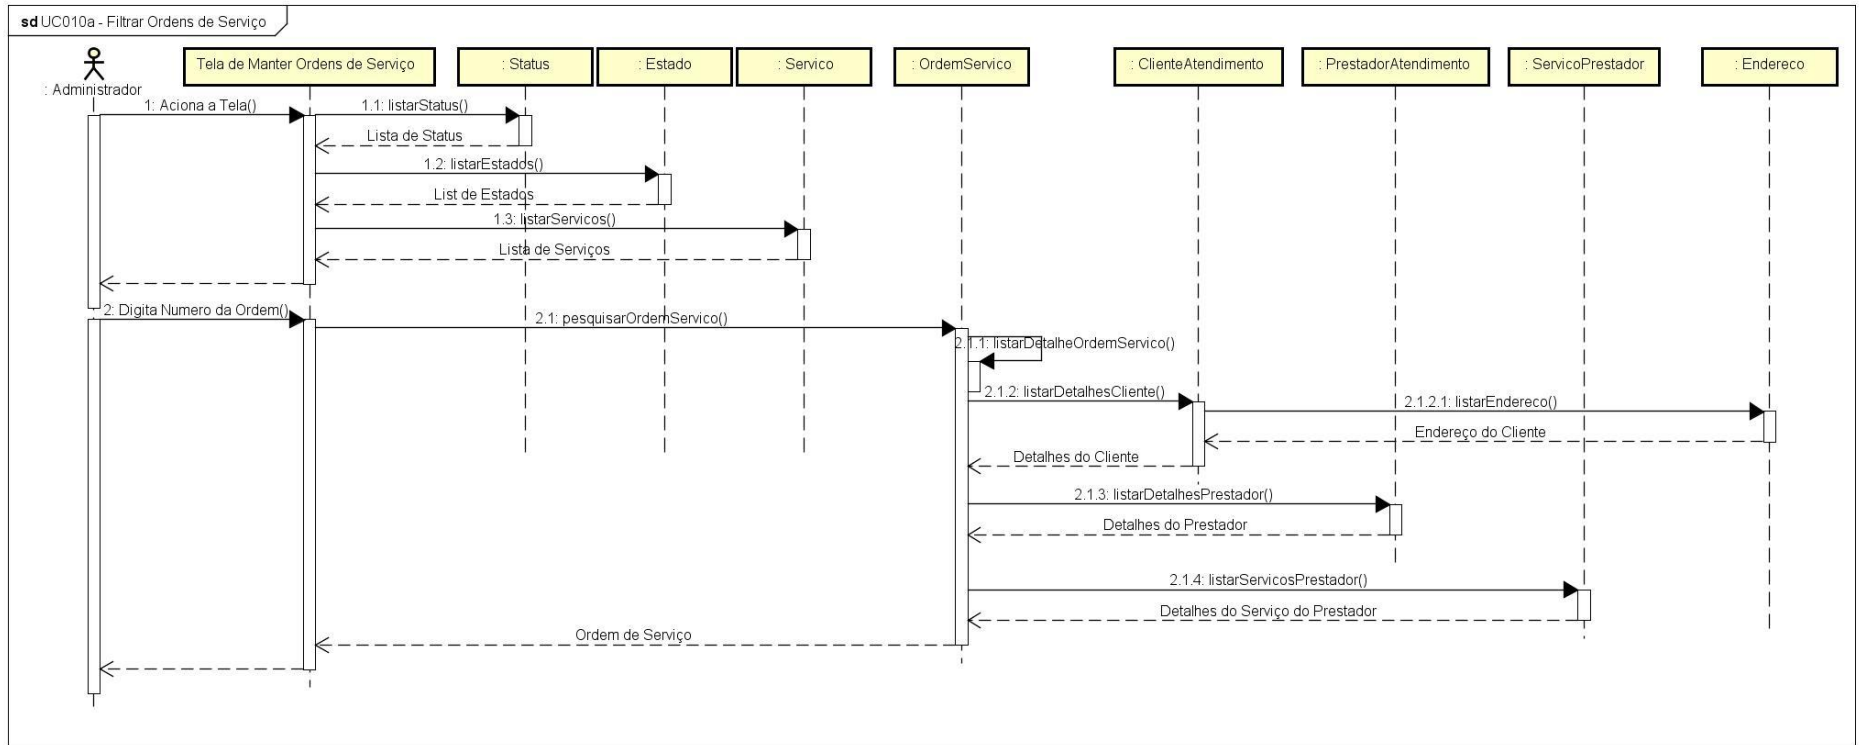 sd UC010a - Filtrar Ordens de Serviço
: Administrador
Tela de Manter Ordens de Serviço
: Status
: Estado
: Servico
: OrdemServico
: ClienteAtendimento
: PrestadorAtendimento
: ServicoPrestador
: Endereco
1: Aciona a Tela()
1.1: listarStatus()
Lista de Status
1.2: listarEstados()
List de Estados
1.3: listarServicos()
Lista de Serviços
2: Digita Numero da Ordem()
2.1: pesquisarOrdemServico()
2.1.1: listarDetalheOrdemServico()
2.1.2: listarDetalhesCliente()
2.1.2.1: listarEndereco()
Endereço do Cliente
Detalhes do Cliente
2.1.3: listarDetalhesPrestador()
Detalhes do Prestador
2.1.4: listarServicosPrestador()
Detalhes do Serviço do Prestador
Ordem de Serviço